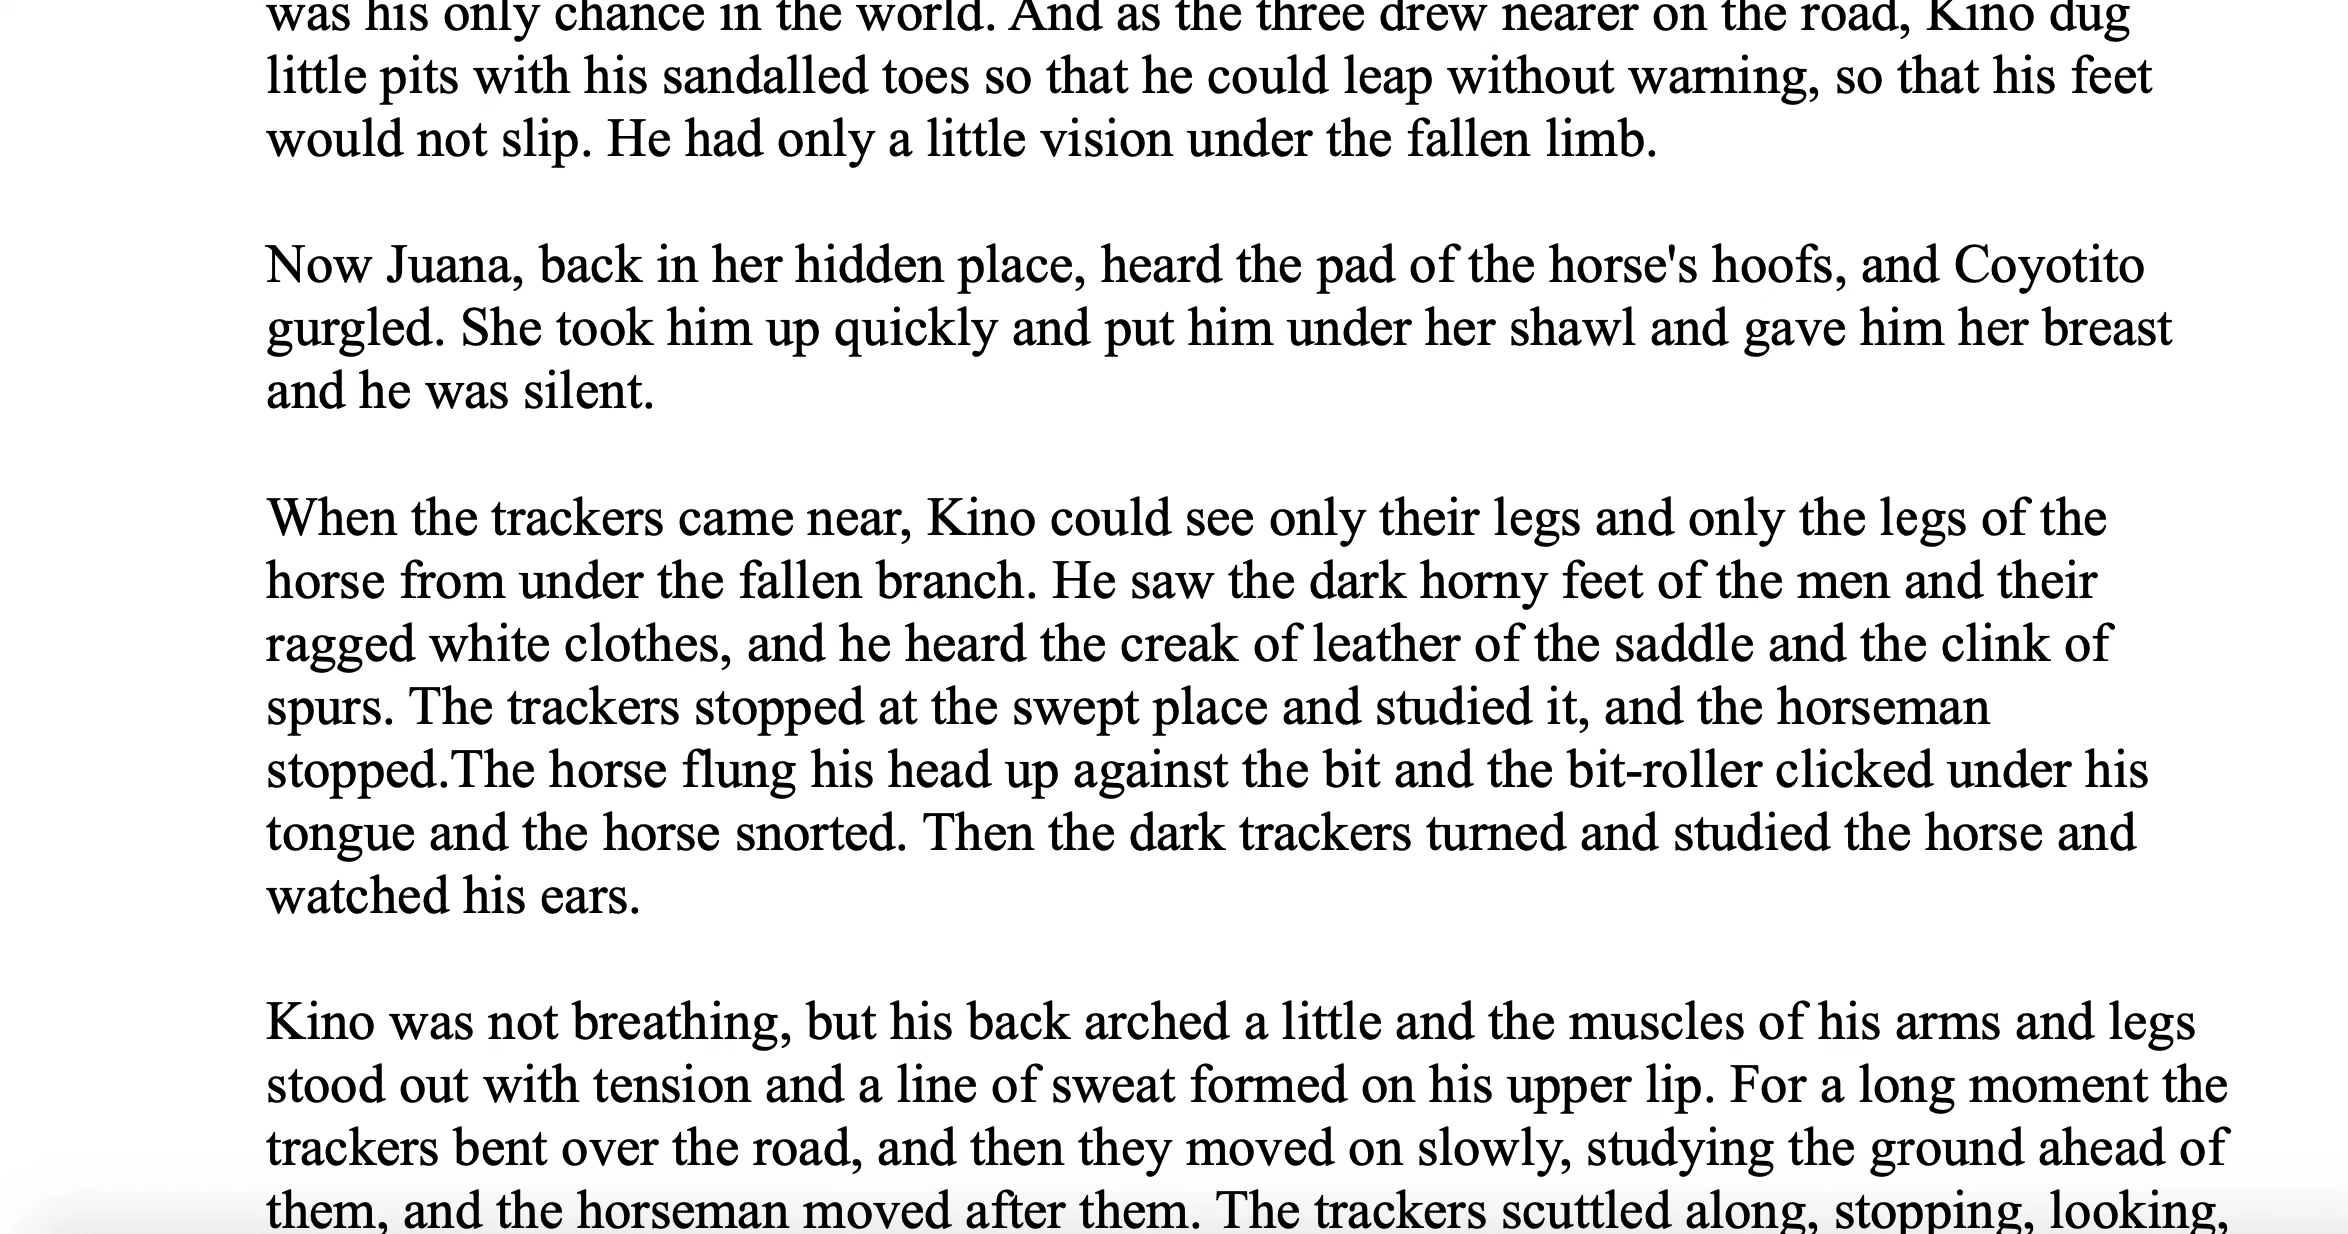 was his only chance in the world. And as the three drew nearer on the road, Kino dug
little pits with his sandalled toes so that he could leap without warning, so that his feet
would not slip. He had only a little vision under the fallen limb.
Now Juana, back in her hidden place, heard the pad of the horse's hoofs, and Coyotito
gurgled. She took him up quickly and put him under her shawl and gave him her breast
and he was silent.
When the trackers came near, Kino could see only their legs and only the legs of the
horse from under the fallen branch. He saw the dark horny feet of the men and their
ragged white clothes, and he heard the creak of leather of the saddle and the clink of
spurs. The trackers stopped at the swept place and studied it, and the horseman
stopped.The horse flung his head up against the bit and the bit-roller clicked under his
tongue and the horse snorted. Then the dark trackers turned and studied the horse and
watched his ears.
Kino was not breathing, but his back arched a little and the muscles of his arms and legs
stood out with tension and a line of sweat formed on his upper lip. For a long moment the
trackers bent over the road, and then they moved on slowly, studying the ground ahead of
them, and the horseman moved after them. The trackers scuttled along, stopping, looking,